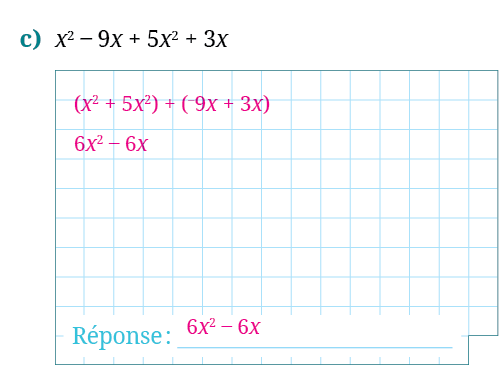 c) x² – 9x + 5x² + 3x
(x² + 5x²) + (⁻9x + 3x)
6x² – 6x
Réponse : 6x² – 6x